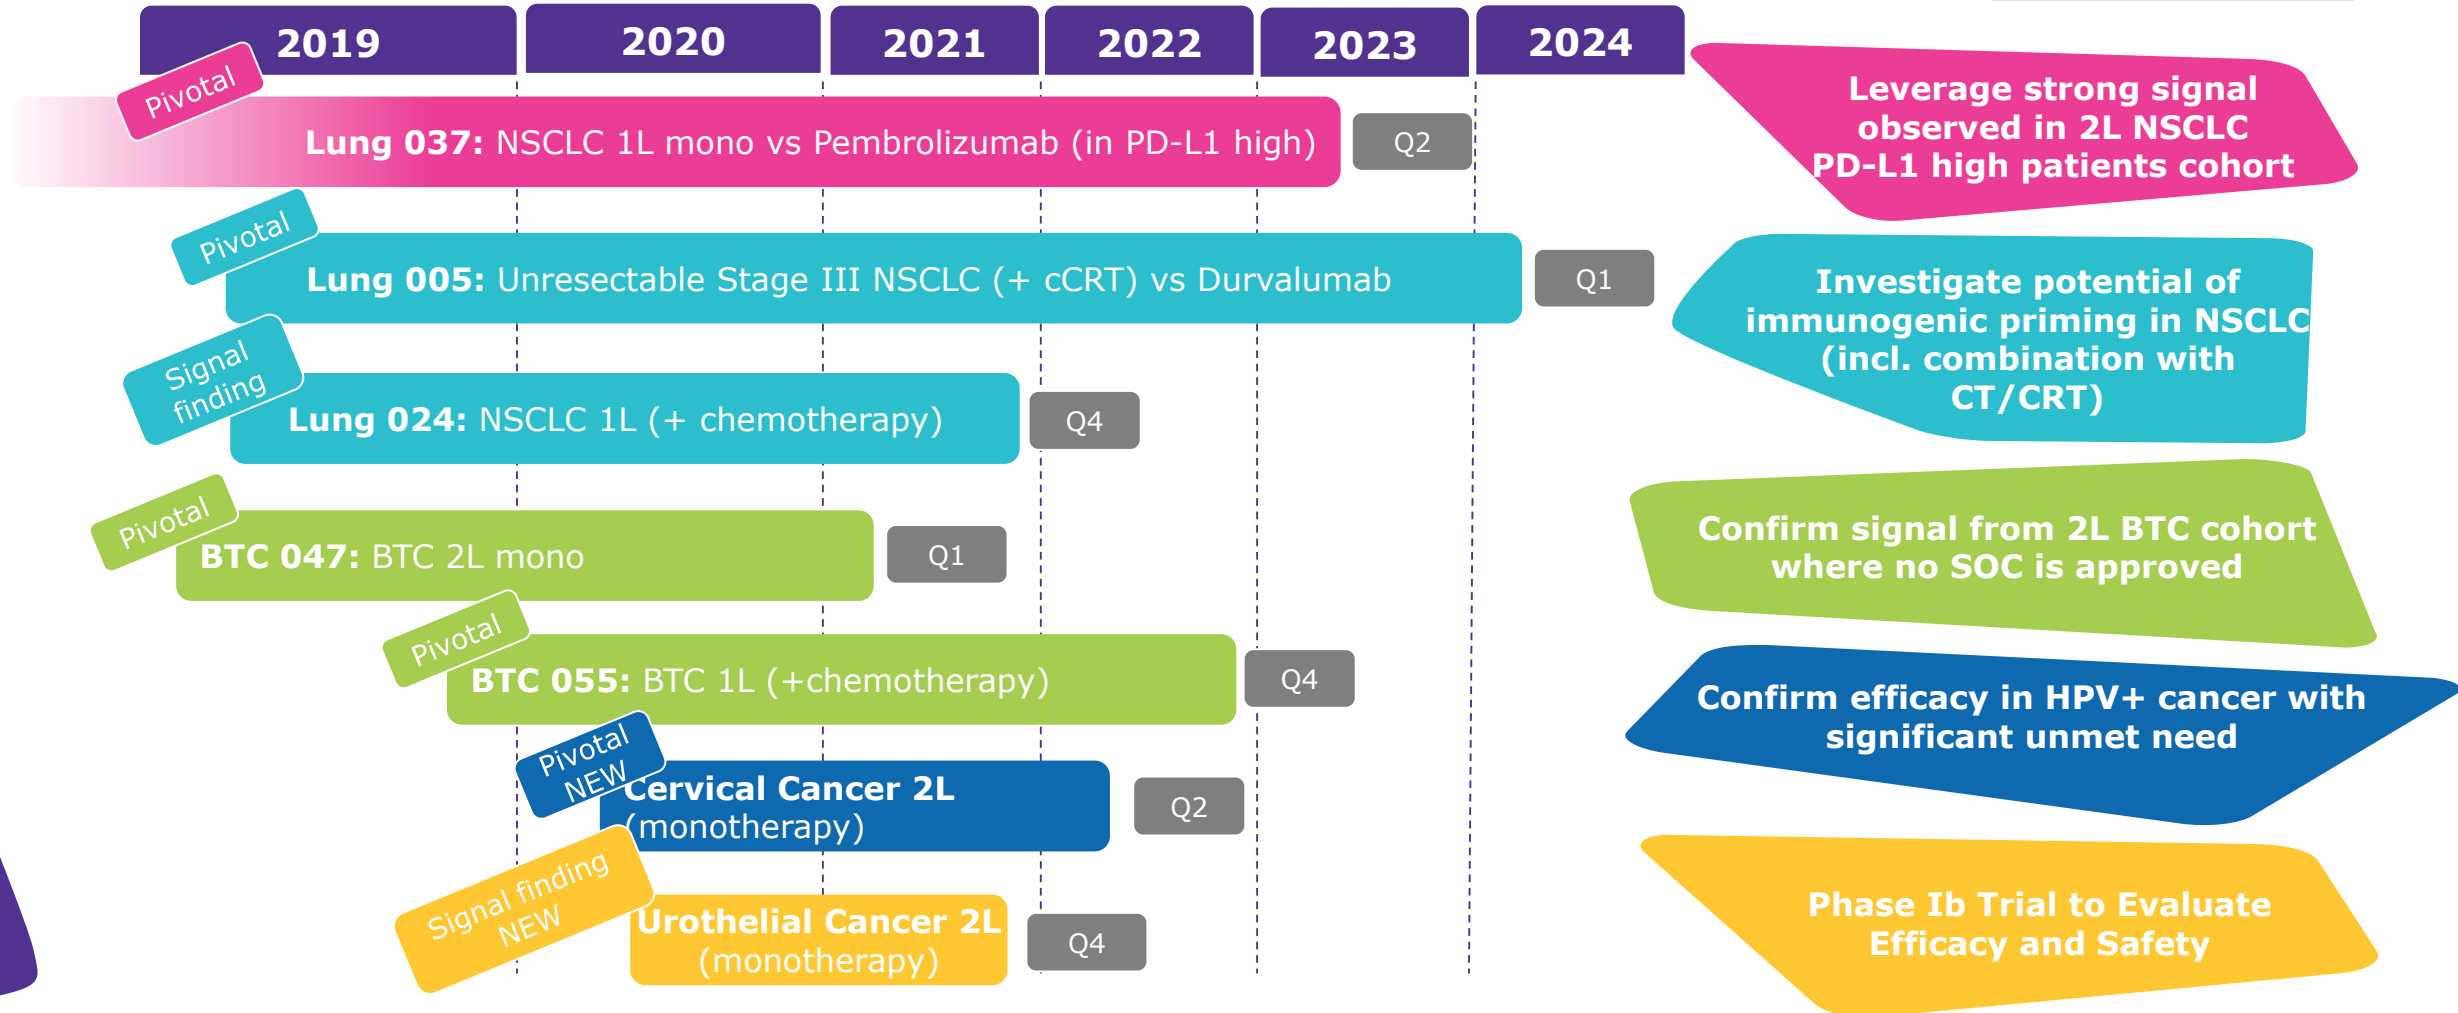 2019 2020 2021 2022 2023 2024
Pivotal
Lung 037: NSCLC 1L mono vs Pembrolizumab (in PD-L1 high)
Q2
Leverage strong signal
observed in 2L NSCLC
PD-L1 high patients cohort
Pivotal
Lung 005: Unresectable Stage III NSCLC (+ cCRT) vs Durvalumab
Q1
Investigate potential of
immunogenic priming in NSCLC
(incl. combination with
CT/CRT)
Signal
finding
Lung 024: NSCLC 1L (+ chemotherapy)
Q4
Pivotal
BTC 047: BTC 2L mono
Q1
Confirm signal from 2L BTC cohort
where no SOC is approved
Pivotal
BTC 055: BTC 1L (+chemotherapy)
Q4
Pivotal
NEW
Cervical Cancer 2L
(monotherapy)
Q2
Confirm efficacy in HPV+ cancer with
significant unmet need
Signal finding
NEW
Urothelial Cancer 2L
(monotherapy)
Q4
Phase Ib Trial to Evaluate
Efficacy and Safety